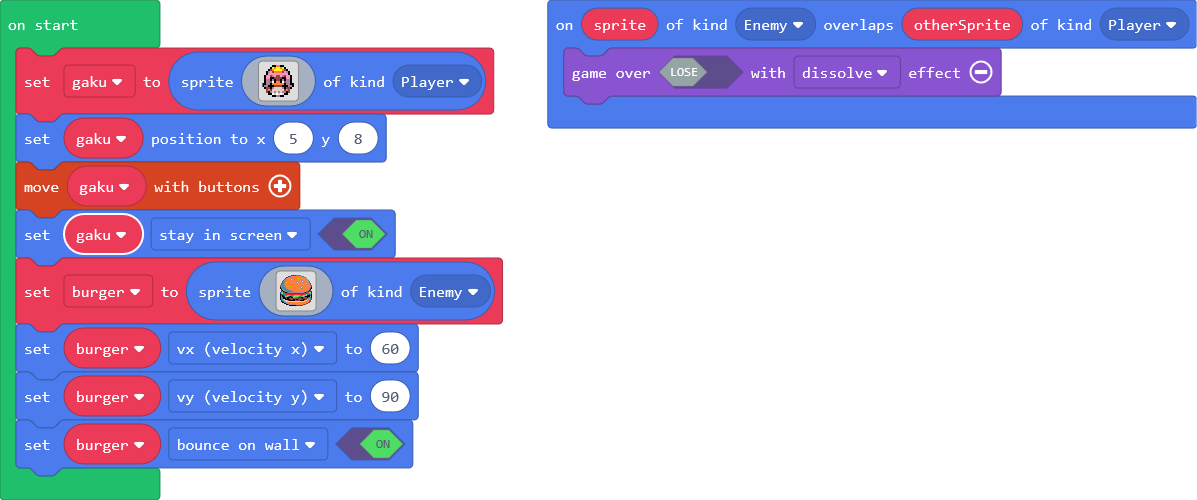 on start
set gaku to sprite of kind Player
set gaku position to x 5 y 8
move gaku with buttons
set gaku stay in screen ON
set burger to sprite of kind Enemy
set burger vx (velocity x) to 60
set burger vy (velocity y) to 90
set burger bounce on wall ON
on sprite of kind Enemy overlaps otherSprite of kind Player
game over LOSE with dissolve effect